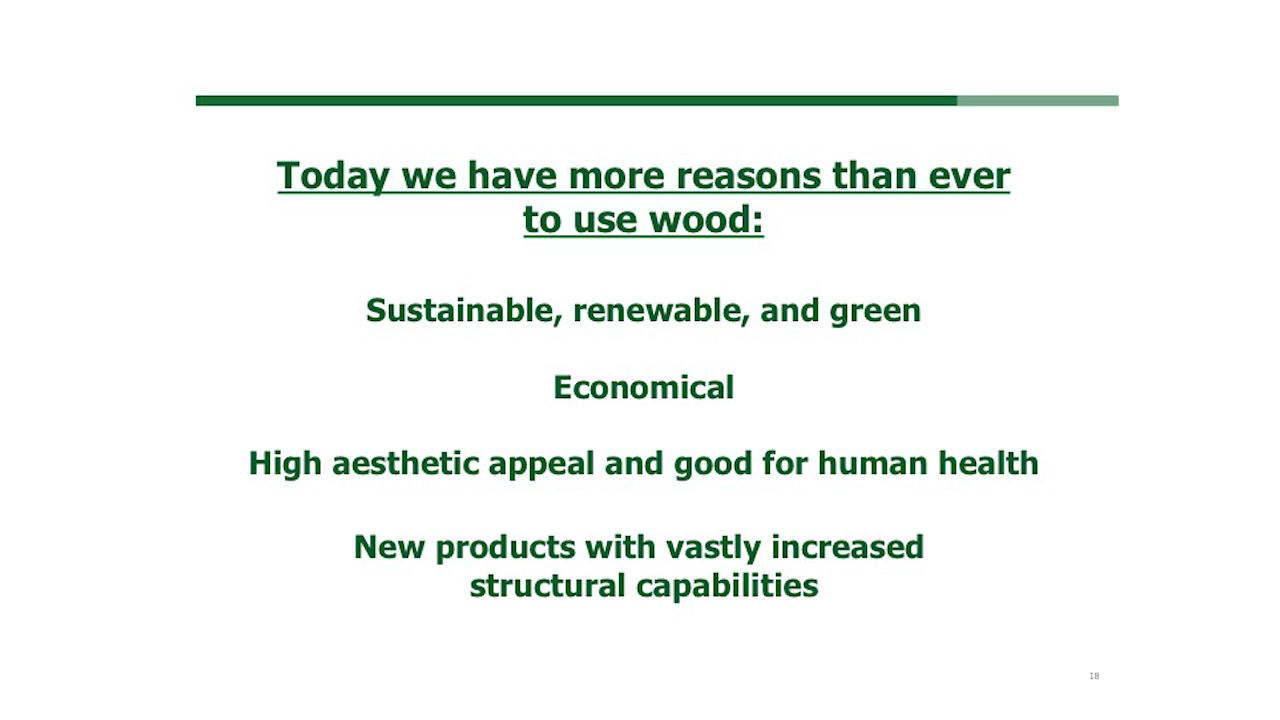 Today we have more reasons than ever
to use wood:
Sustainable, renewable, and green
Economical
High aesthetic appeal and good for human health
New products with vastly increased
structural capabilities
18